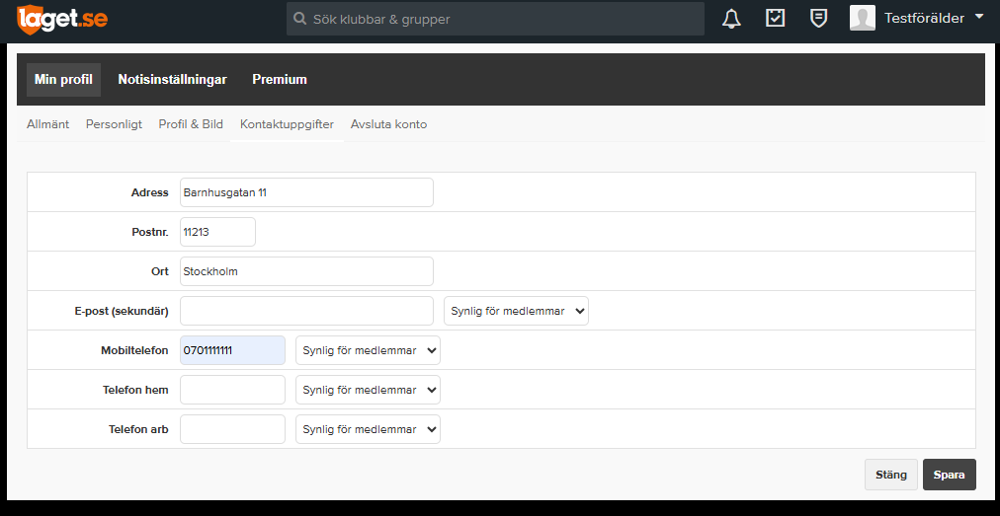 laget.se
Sök klubbar & grupper
Testförälder
Min profil Notisinställningar Premium
Allmänt Personligt Profil & Bild Kontaktuppgifter Avsluta konto
Adress Barnhusgatan 11
Postnr. 11213
Ort Stockholm
E-post (sekundär) Synlig för medlemmar
Mobiltelefon 0701111111 Synlig för medlemmar
Telefon hem Synlig för medlemmar
Telefon arb Synlig för medlemmar
Stäng Spara